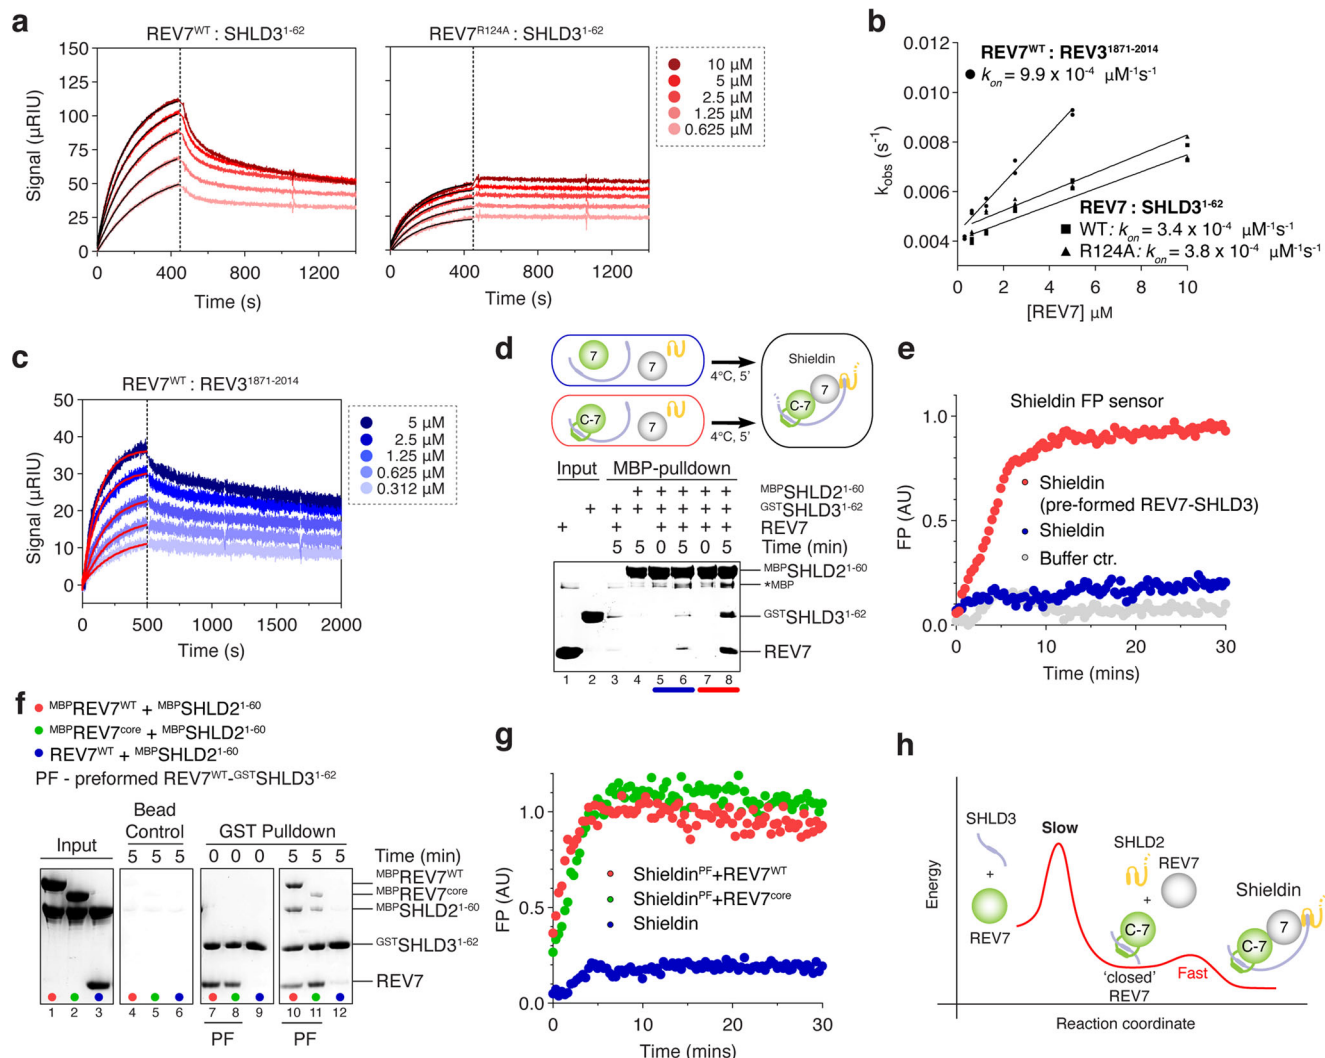 a
REV7WT : SHLD31-62
REV7R124A : SHLD31-62
150
125
100
75
50
25
0
Signal (µRIU)
0 400 800 1200
0 400 800 1200
Time (s)
Time (s)
10 µM
5 µM
2.5 µM
1.25 µM
0.625 µM
b
0.012
0.010
0.008
0.006
0.004
kobs (s-1)
REV7WT : REV31871-2014
kon = 9.9 x 10-4 µM-1s-1
REV7 : SHLD31-62
WT: kon = 3.4 x 10-4 µM-1s-1
R124A: kon = 3.8 x 10-4 µM-1s-1
0 2 4 6 8 10
[REV7] µM
c
REV7WT : REV31871-2014
50
40
30
20
10
0
Signal (µRIU)
0 500 1000 1500 2000
Time (s)
5 µM
2.5 µM
1.25 µM
0.625 µM
0.312 µM
d
7
7
4°C, 5’
C-7
7
4°C, 5’
Shieldin
C-7
7
Input MBP-pulldown
+ + + + + MBPSHLD21-60
+ + + + + + GSTSHLD31-62
+ + + + + + REV7
5 5 0 5 0 5 Time (min)
MBPSHLD21-60
*MBP
GSTSHLD31-62
REV7
1 2 3 4 5 6 7 8
e
Shieldin FP sensor
1.0
0.5
0.0
FP (AU)
Shieldin
(pre-formed REV7-SHLD3)
Shieldin
Buffer ctr.
0 10 20 30
Time (mins)
f
MBPREV7WT + MBPSHLD21-60
MBPREV7core + MBPSHLD21-60
REV7WT + MBPSHLD21-60
PF - preformed REV7WT-GSTSHLD31-62
Input
Bead
Control
GST Pulldown
5 5 5 0 0 0 5 5 5 Time (min)
MBPREV7WT
MBPREV7core
MBPSHLD21-60
GSTSHLD31-62
REV7
1 2 3 4 5 6 7 8 9 10 11 12
PF PF
g
1.0
0.5
0.0
FP (AU)
ShieldinPF+REV7WT
ShieldinPF+REV7core
Shieldin
0 10 20 30
Time (mins)
h
Energy
SHLD3
+
REV7
Slow
SHLD2
REV7
+
C-7
‘closed’
REV7
Fast
Shieldin
C-7
7
Reaction coordinate